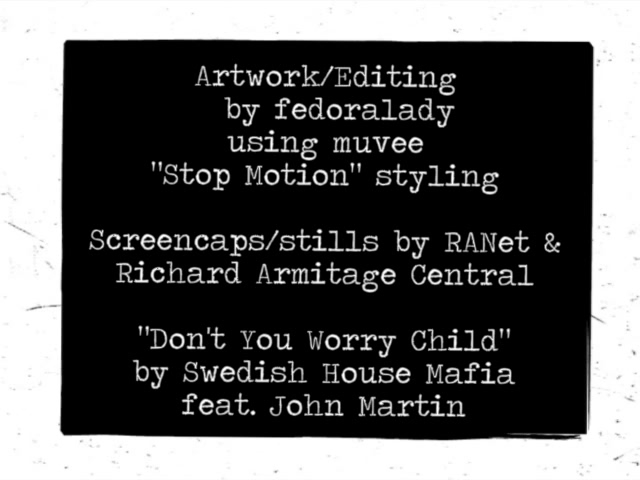 Artwork/Editing
by fedoralady
using muvee
"Stop Motion" styling
Screencaps/stills by RANet &
Richard Armitage Central
"Don't You Worry Child"
by Swedish House Mafia
feat. John Martin